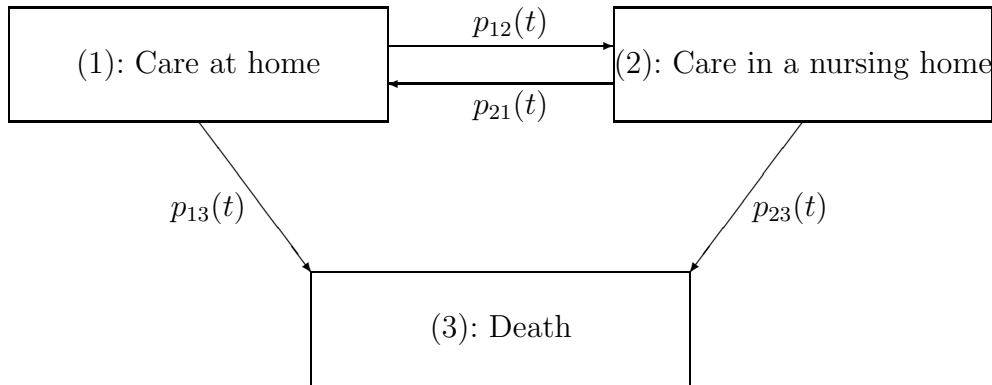 p₁₂(t)
(1): Care at home
(2): Care in a nursing home
p₂₁(t)
p₁₃(t)
p₂₃(t)
(3): Death